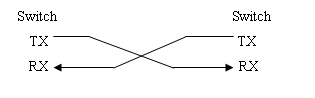 Switch Switch
TX TX
RX RX